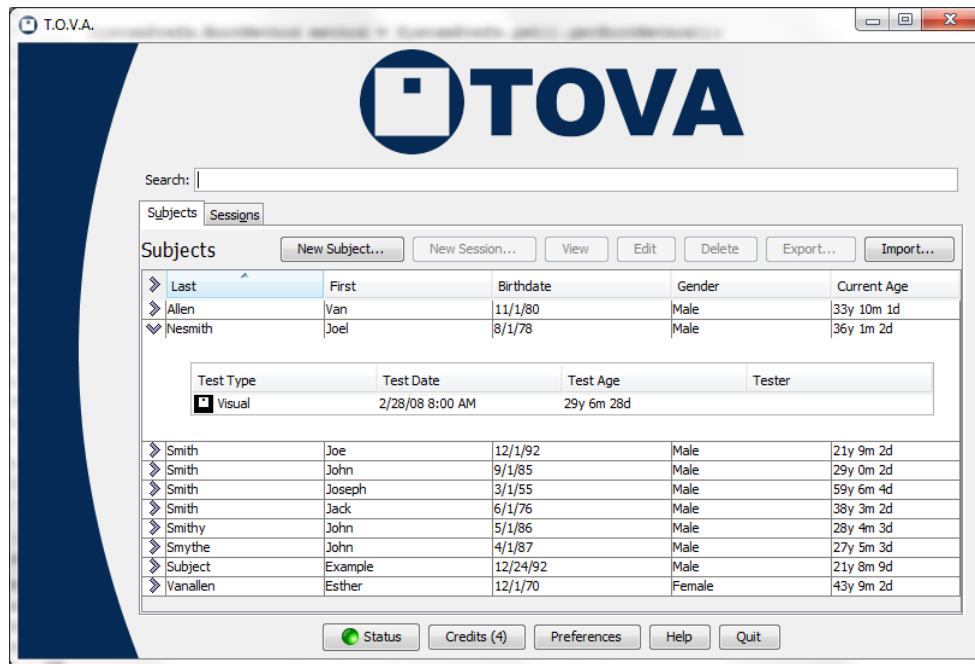 T.O.V.A.
TOVA
Search:
Subjects Sessions
Subjects New Subject... New Session... View Edit Delete Export... Import...
Last First Birthdate Gender Current Age
Allen Van 11/1/80 Male 33y 10m 1d
Nesmith Joel 8/1/78 Male 36y 1m 2d
Test Type Test Date Test Age Tester
Visual 2/28/08 8:00 AM 29y 6m 28d
Smith Joe 12/1/92 Male 21y 9m 2d
Smith John 9/1/85 Male 29y 0m 2d
Smith Joseph 3/1/55 Male 59y 6m 4d
Smith Jack 6/1/76 Male 38y 3m 2d
Smithy John 5/1/86 Male 28y 4m 3d
Smythe John 4/1/87 Male 27y 5m 3d
Subject Example 12/24/92 Male 21y 8m 9d
Vanallen Esther 12/1/70 Female 43y 9m 2d
Status Credits (4) Preferences Help Quit